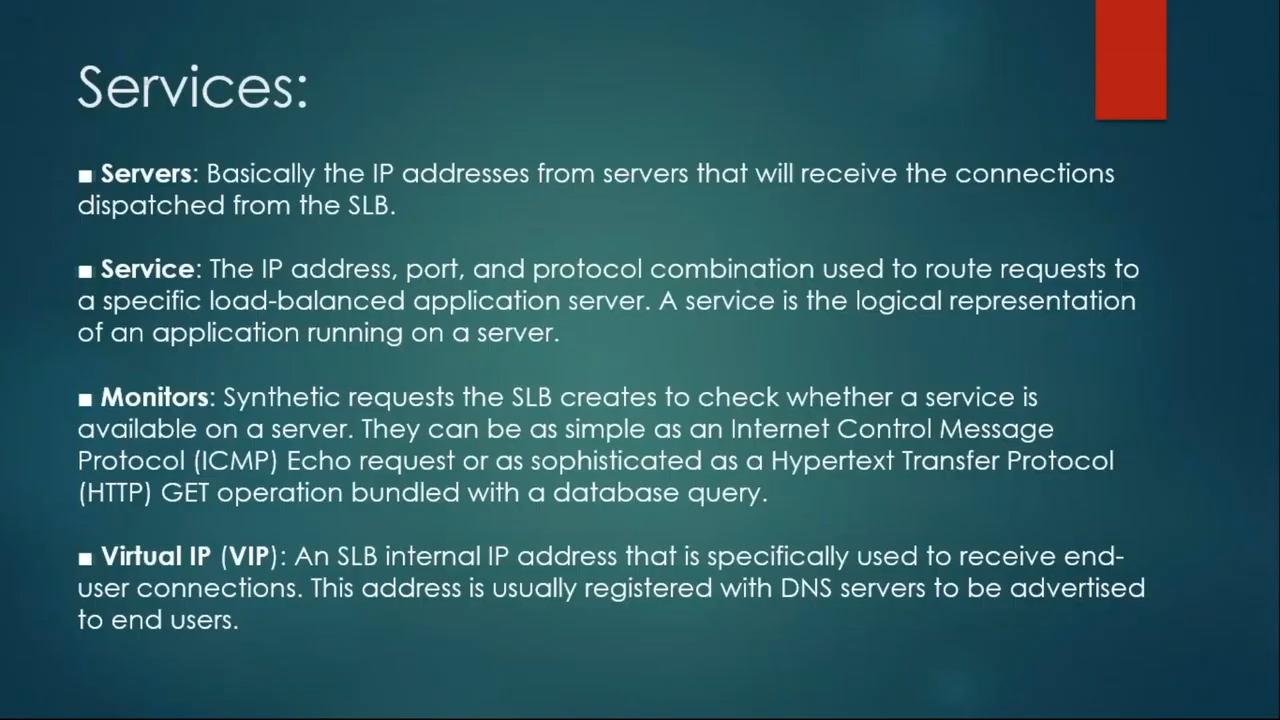 Services:
■ Servers: Basically the IP addresses from servers that will receive the connections
dispatched from the SLB.
■ Service: The IP address, port, and protocol combination used to route requests to
a specific load-balanced application server. A service is the logical representation
of an application running on a server.
■ Monitors: Synthetic requests the SLB creates to check whether a service is
available on a server. They can be as simple as an Internet Control Message
Protocol (ICMP) Echo request or as sophisticated as a Hypertext Transfer Protocol
(HTTP) GET operation bundled with a database query.
■ Virtual IP (VIP): An SLB internal IP address that is specifically used to receive end-
user connections. This address is usually registered with DNS servers to be advertised
to end users.